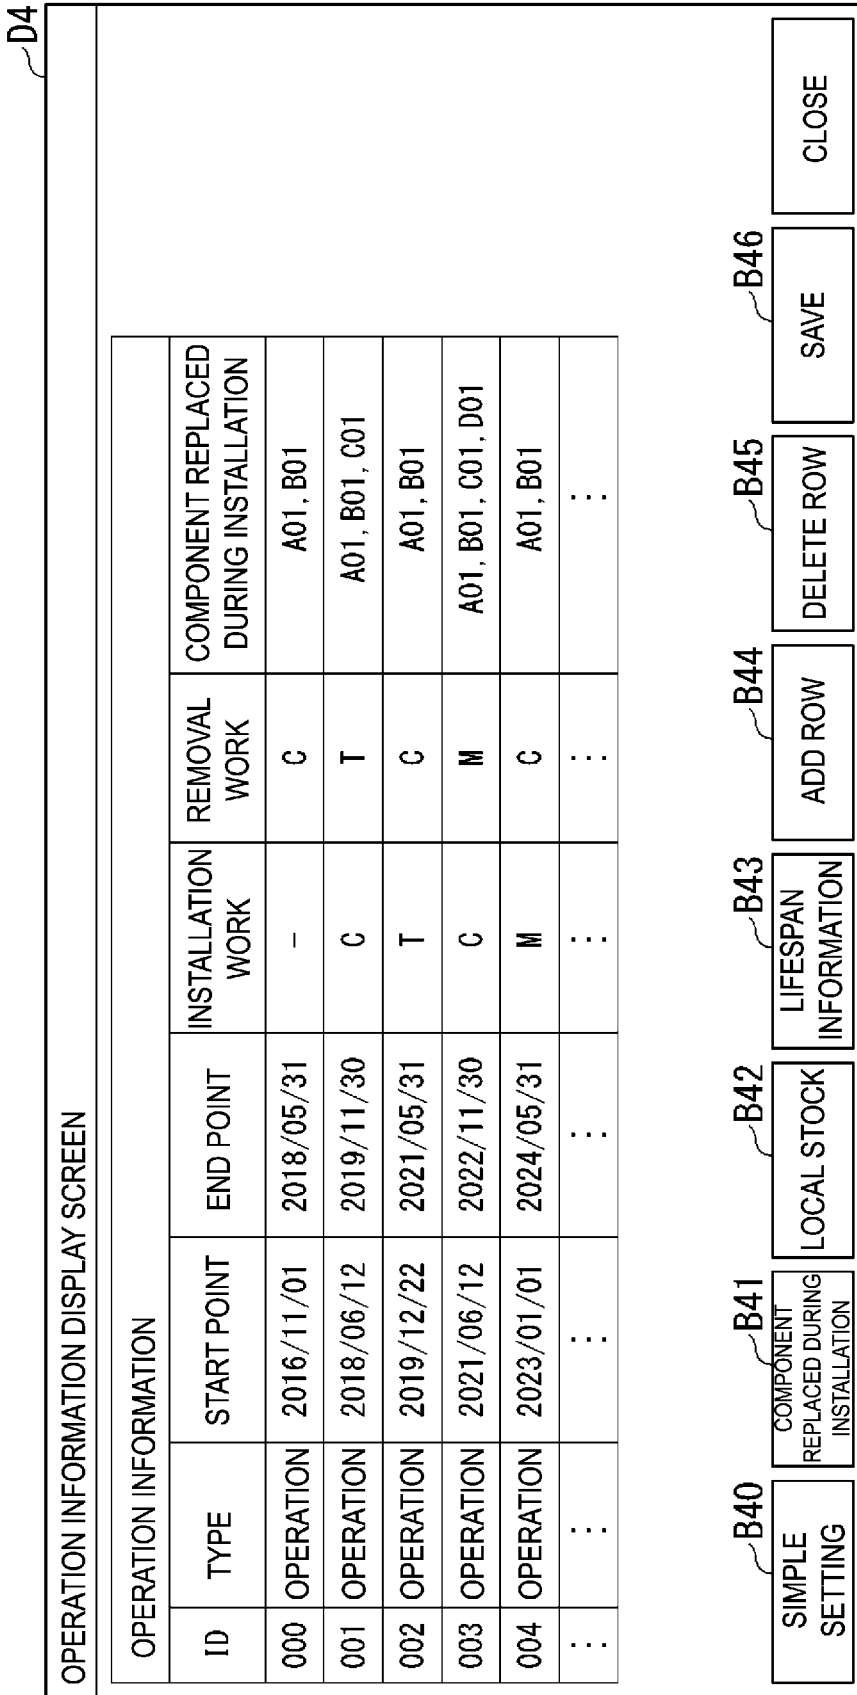 D4
OPERATION INFORMATION DISPLAY SCREEN
OPERATION INFORMATION
ID TYPE START POINT END POINT INSTALLATION WORK REMOVAL WORK COMPONENT REPLACED DURING INSTALLATION
000 OPERATION 2016/11/01 2018/05/31 – C A01, B01
001 OPERATION 2018/06/12 2019/11/30 C T A01, B01, C01
002 OPERATION 2019/12/22 2021/05/31 T C A01, B01
003 OPERATION 2021/06/12 2022/11/30 C M A01, B01, C01, D01
004 OPERATION 2023/01/01 2024/05/31 M C A01, B01
... ... ... ... ... ... ...
B40 B41 B42 B43 B44 B45 B46
SIMPLE
SETTING
COMPONENT
REPLACED DURING
INSTALLATION
LOCAL STOCK
LIFESPAN
INFORMATION
ADD ROW
DELETE ROW
SAVE
CLOSE